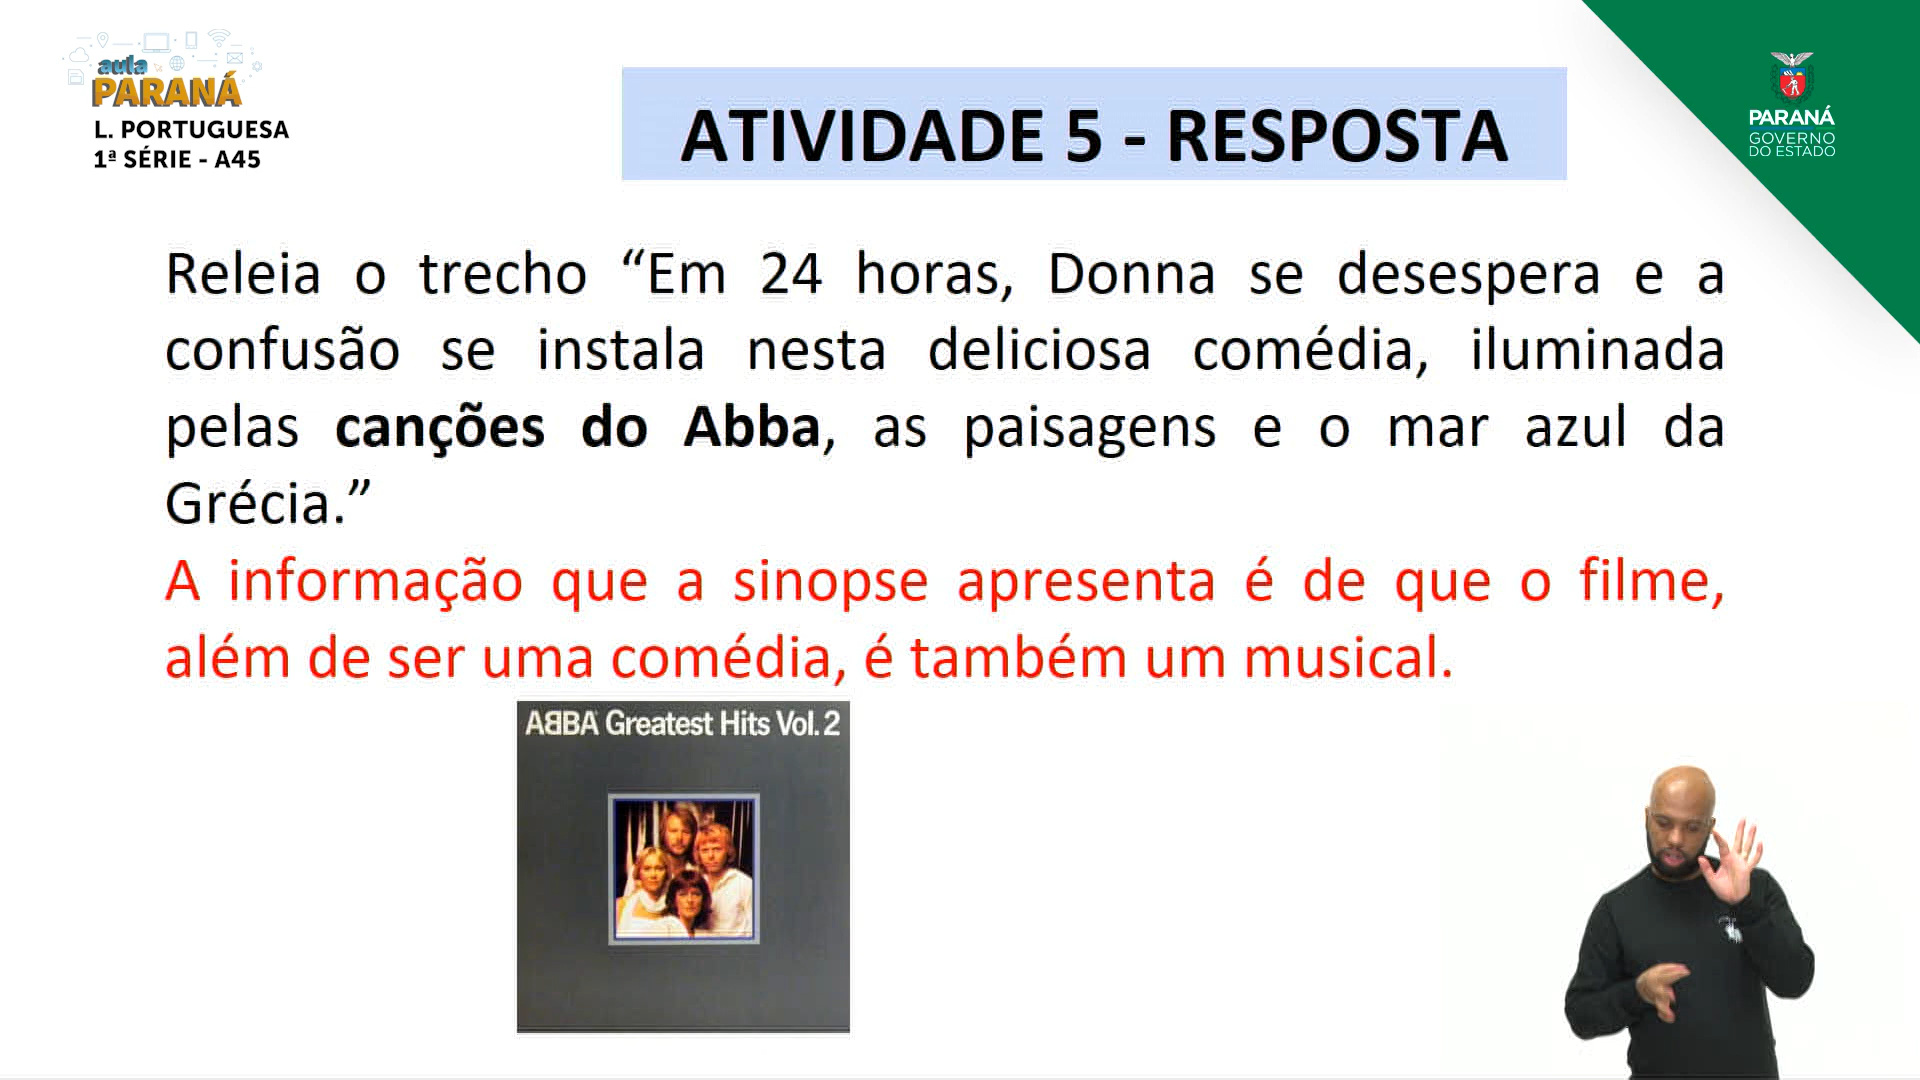 aula
PARANÁ
L. PORTUGUESA
1ª SÉRIE - A45
ATIVIDADE 5 - RESPOSTA
PARANÁ
GOVERNO
DO ESTADO
Releia o trecho “Em 24 horas, Donna se desespera e a
confusão se instala nesta deliciosa comédia, iluminada
pelas canções do Abba, as paisagens e o mar azul da
Grécia.”
A informação que a sinopse apresenta é de que o filme,
além de ser uma comédia, é também um musical.
ABBA Greatest Hits Vol. 2